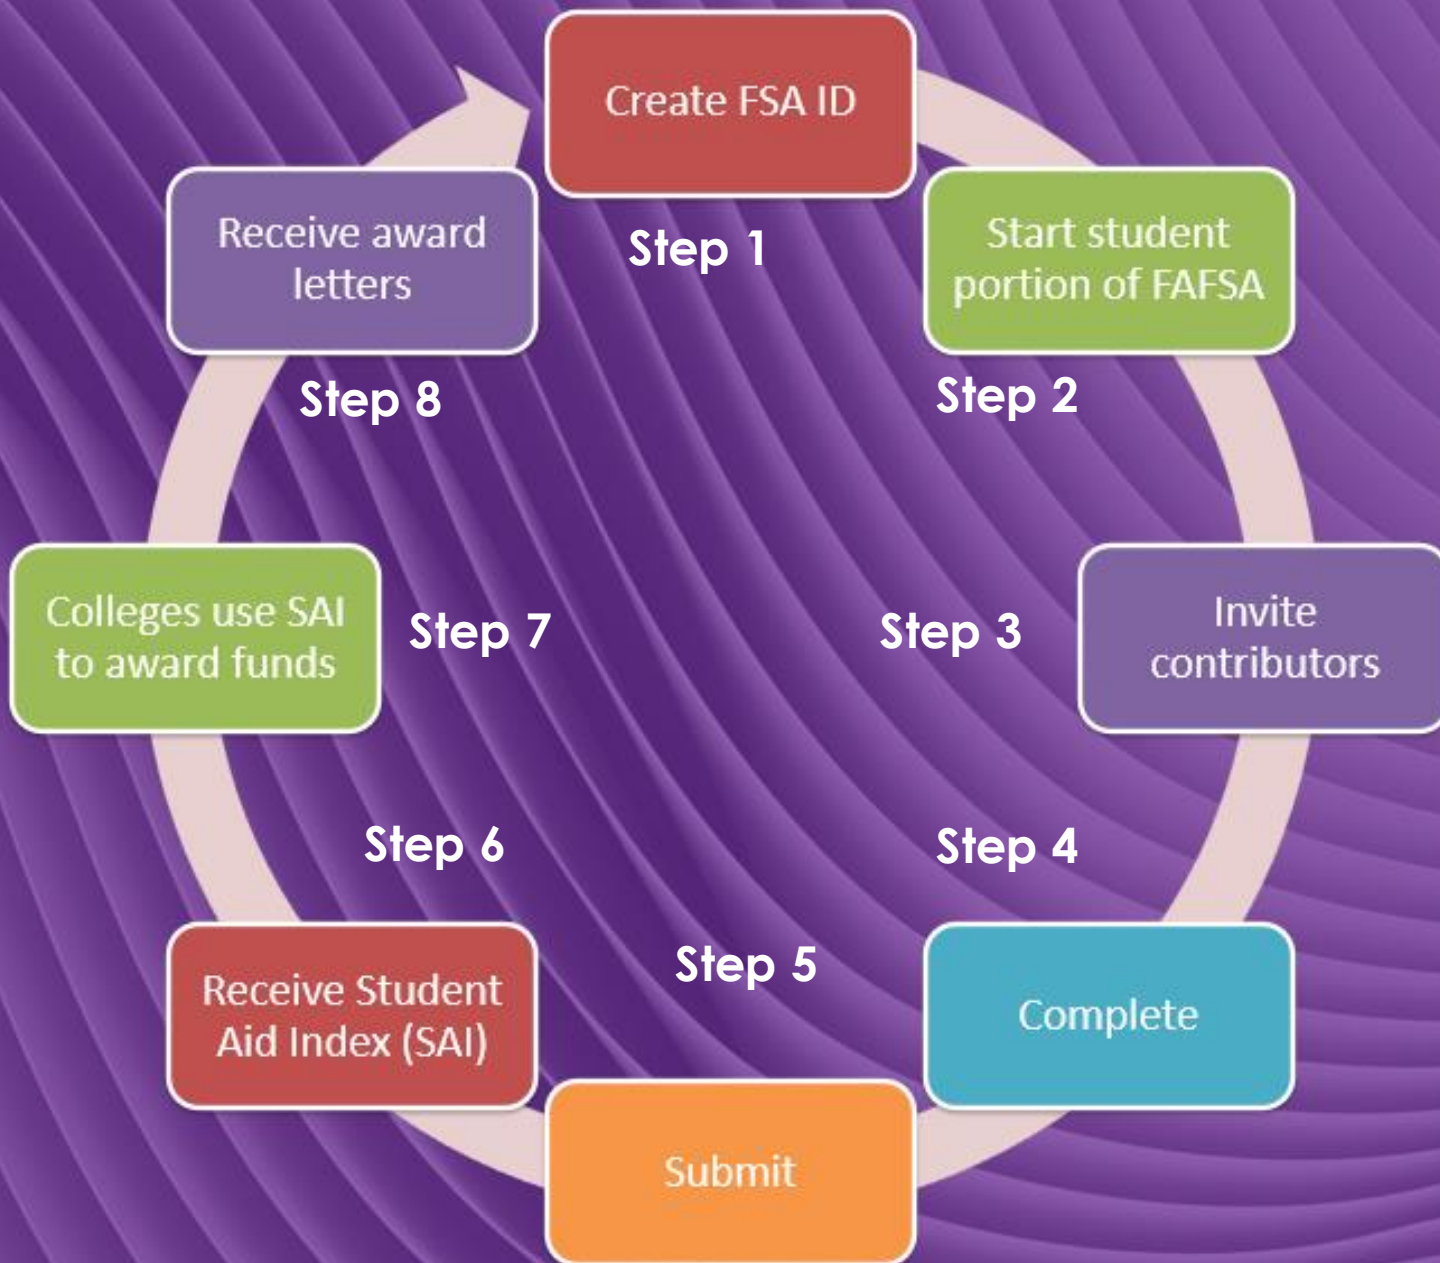 Create FSA ID
Step 1
Start student
portion of FAFSA
Step 2
Invite
contributors
Step 3
Complete
Step 4
Submit
Step 5
Receive Student
Aid Index (SAI)
Step 6
Colleges use SAI
to award funds
Step 7
Receive award
letters
Step 8